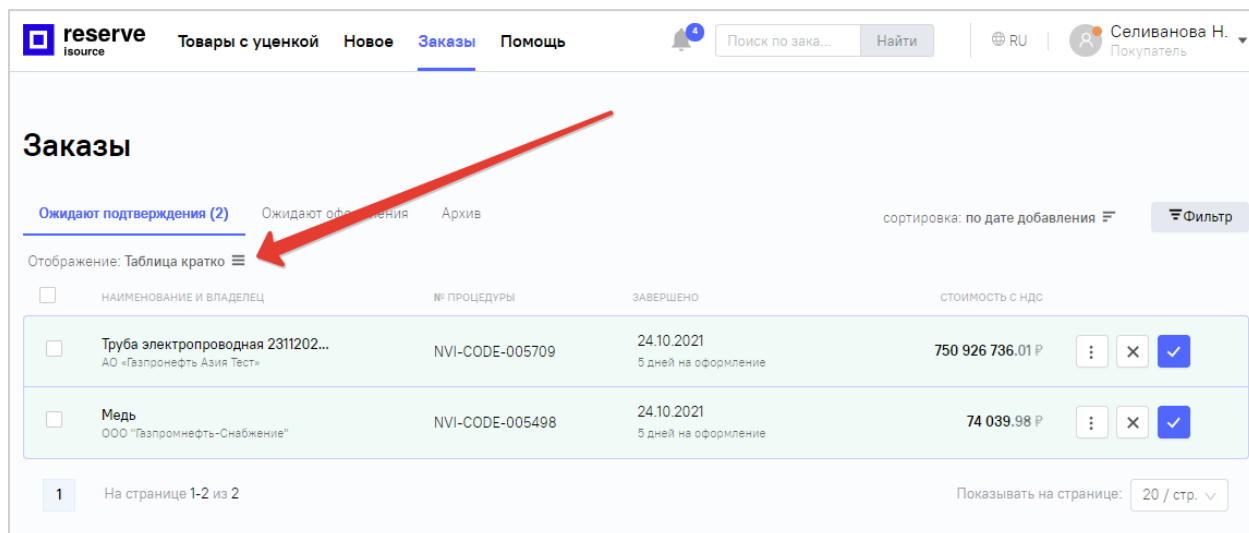 reserve
isource
Товары с уценкой Новое Заказы Помощь
4
Поиск по зака... Найти
RU
Селиванова Н.
Покупатель
Заказы
Ожидают подтверждения (2) Ожидают оформления Архив
сортировка: по дате добавления Фильтр
Отображение: Таблица кратко
НАИМЕНОВАНИЕ И ВЛАДЕЛЕЦ № ПРОЦЕДУРЫ ЗАВЕРШЕНО СТОИМОСТЬ С НДС
Труба электропроводная 2311202...
АО «Газпронефть Азия Тест»
NVI-CODE-005709
24.10.2021
5 дней на оформление
750 926 736.01 ₽
Медь
ООО "Газпромнефть-Снабжение"
NVI-CODE-005498
24.10.2021
5 дней на оформление
74 039.98 ₽
1 На странице 1-2 из 2
Показывать на странице: 20 / стр.